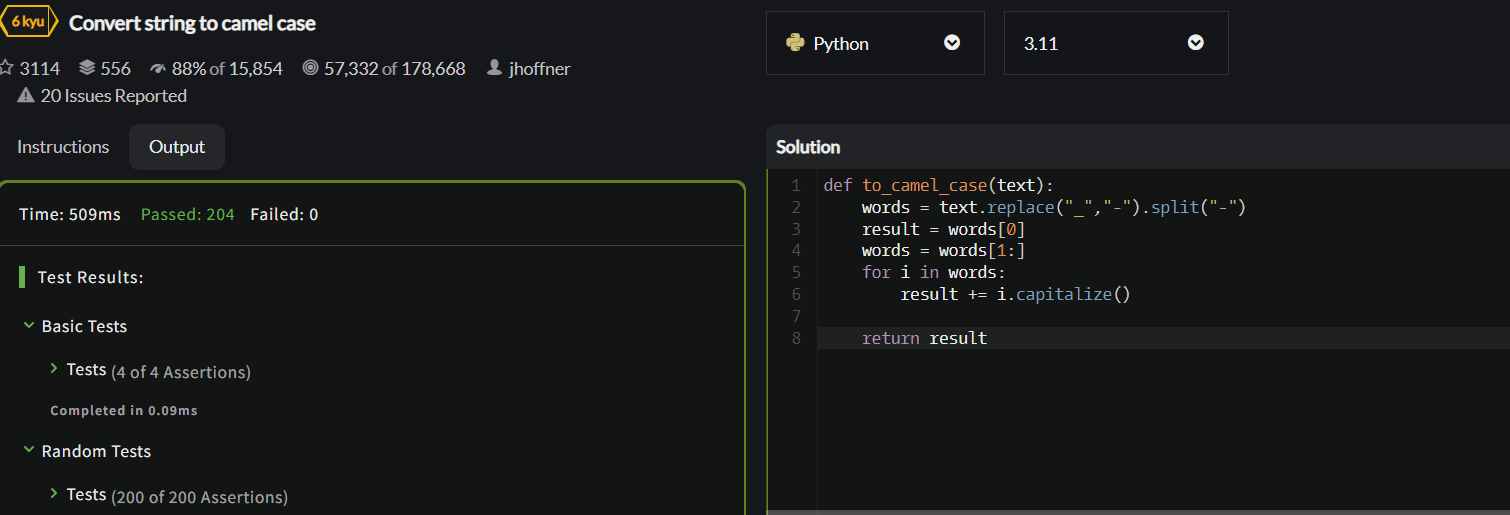 6 kyu Convert string to camel case
3114 556 88% of 15,854 57,332 of 178,668 jhoffner
20 Issues Reported
Instructions Output
Time: 509ms Passed: 204 Failed: 0
Test Results:
Basic Tests
Tests (4 of 4 Assertions)
Completed in 0.09ms
Random Tests
Tests (200 of 200 Assertions)
Python 3.11
Solution
1 def to_camel_case(text):
2     words = text.replace("_","-").split("-")
3     result = words[0]
4     words = words[1:]
5     for i in words:
6         result += i.capitalize()
7
8     return result